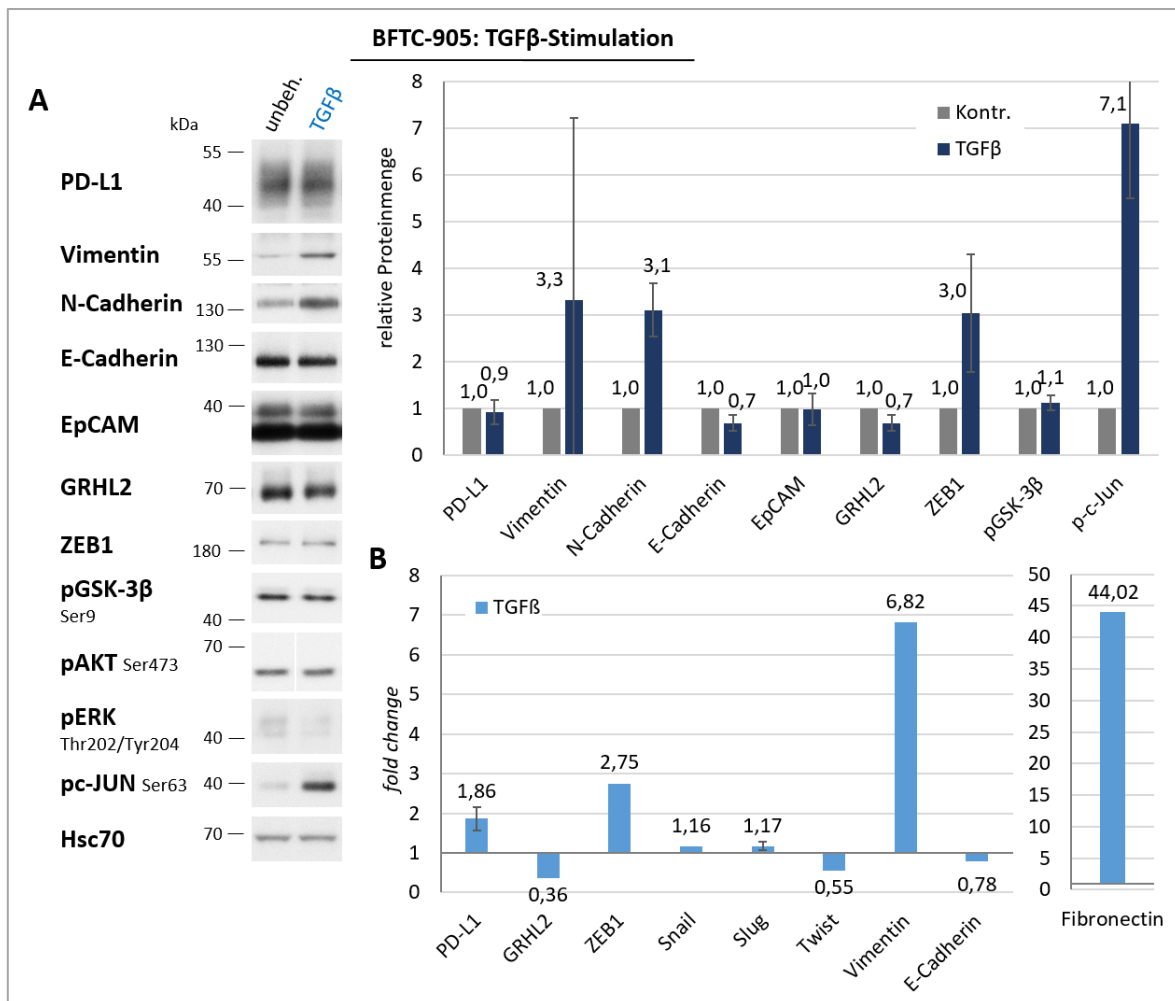 BFTC-905: TGFβ-Stimulation
A
kDa
unbeh.
TGFβ
PD-L1
55
40
Vimentin
55
N-Cadherin
130
E-Cadherin
130
EpCAM
40
GRHL2
70
ZEB1
180
pGSK-3β
Ser9
40
pAKT Ser473
70
pERK
Thr202/Tyr204
40
pc-JUN Ser63
40
Hsc70
70
relative Proteinmenge
8
7
6
5
4
3
2
1
0
Kontr.
TGFβ
1,0 0,9
1,0 3,3
1,0 3,1
1,0 0,7
1,0 1,0
1,0 0,7
1,0 3,0
1,0 1,1
1,0 7,1
PD-L1
Vimentin
N-Cadherin
E-Cadherin
EpCAM
GRHL2
ZEB1
pGSK-3β
p-c-Jun
B
fold change
8
7
6
5
4
3
2
1
0
TGFß
1,86
0,36
2,75
1,16
1,17
0,55
6,82
0,78
PD-L1
GRHL2
ZEB1
Snail
Slug
Twist
Vimentin
E-Cadherin
50
45
40
35
30
25
20
15
10
5
0
44,02
Fibronectin